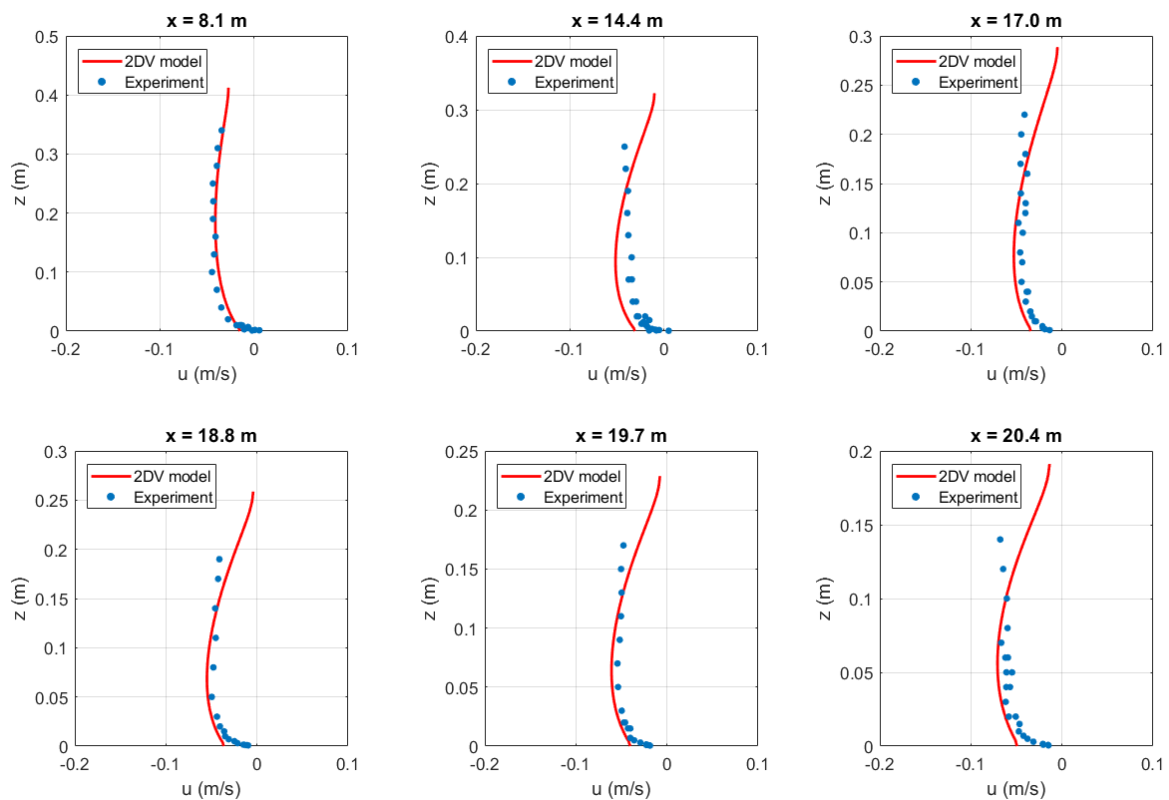 x = 8.1 m
0.5
0.4
0.3
0.2
0.1
0
z (m)
2DV model
Experiment
-0.2 -0.1 0 0.1
u (m/s)
x = 14.4 m
0.4
0.3
0.2
0.1
0
z (m)
2DV model
Experiment
-0.2 -0.1 0 0.1
u (m/s)
x = 17.0 m
0.3
0.25
0.2
0.15
0.1
0.05
0
z (m)
2DV model
Experiment
-0.2 -0.1 0 0.1
u (m/s)
x = 18.8 m
0.3
0.25
0.2
0.15
0.1
0.05
0
z (m)
2DV model
Experiment
-0.2 -0.1 0 0.1
u (m/s)
x = 19.7 m
0.25
0.2
0.15
0.1
0.05
0
z (m)
2DV model
Experiment
-0.2 -0.1 0 0.1
u (m/s)
x = 20.4 m
0.2
0.15
0.1
0.05
0
z (m)
2DV model
Experiment
-0.2 -0.1 0 0.1
u (m/s)